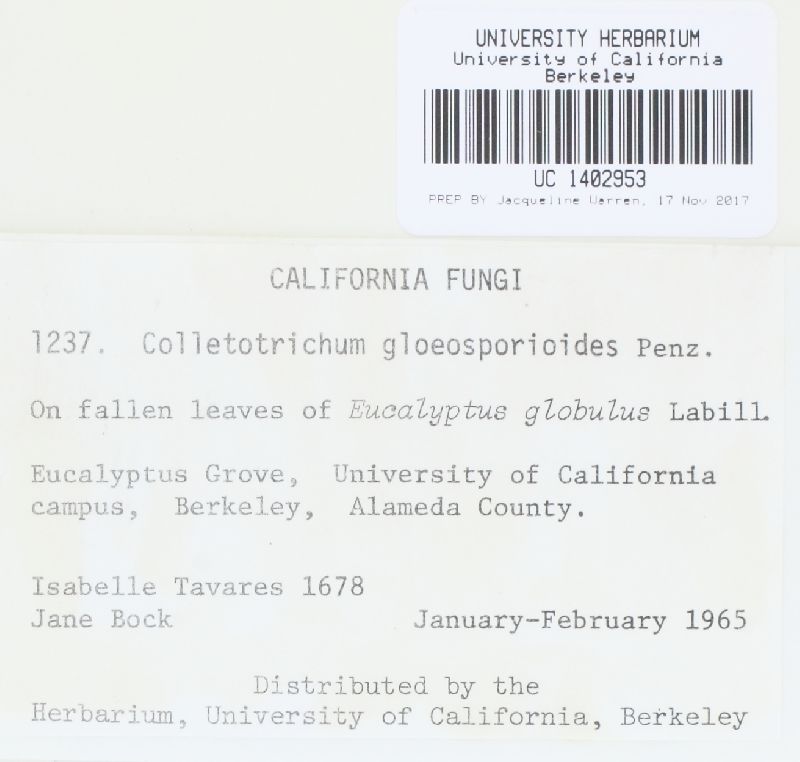 UNIVERSITY HERBARIUM
University of California
Berkeley
UC 1402953
PREP BY Jacqueline Warren, 17 Nov 2017
CALIFORNIA FUNGI
1237. Colletotrichum gloeosporioides Penz.
On fallen leaves of Eucalyptus globulus Labill.
Eucalyptus Grove, University of California
campus, Berkeley, Alameda County.
Isabelle Tavares 1678
Jane Bock January-February 1965
Distributed by the
Herbarium, University of California, Berkeley